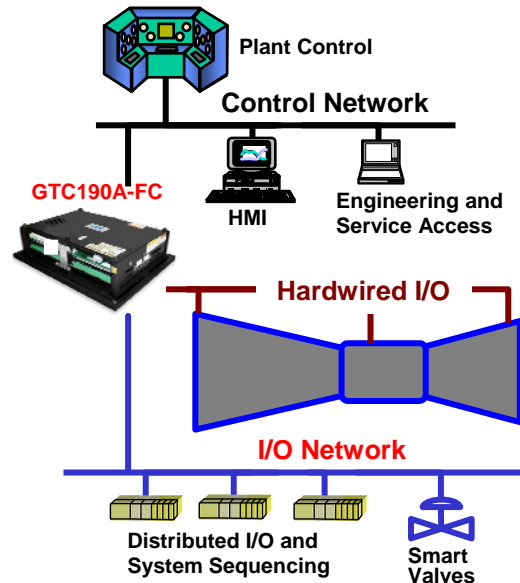 Plant Control
Control Network
GTC190A-FC
HMI
Engineering and
Service Access
Hardwired I/O
I/O Network
Distributed I/O and
System Sequencing
Smart
Valves